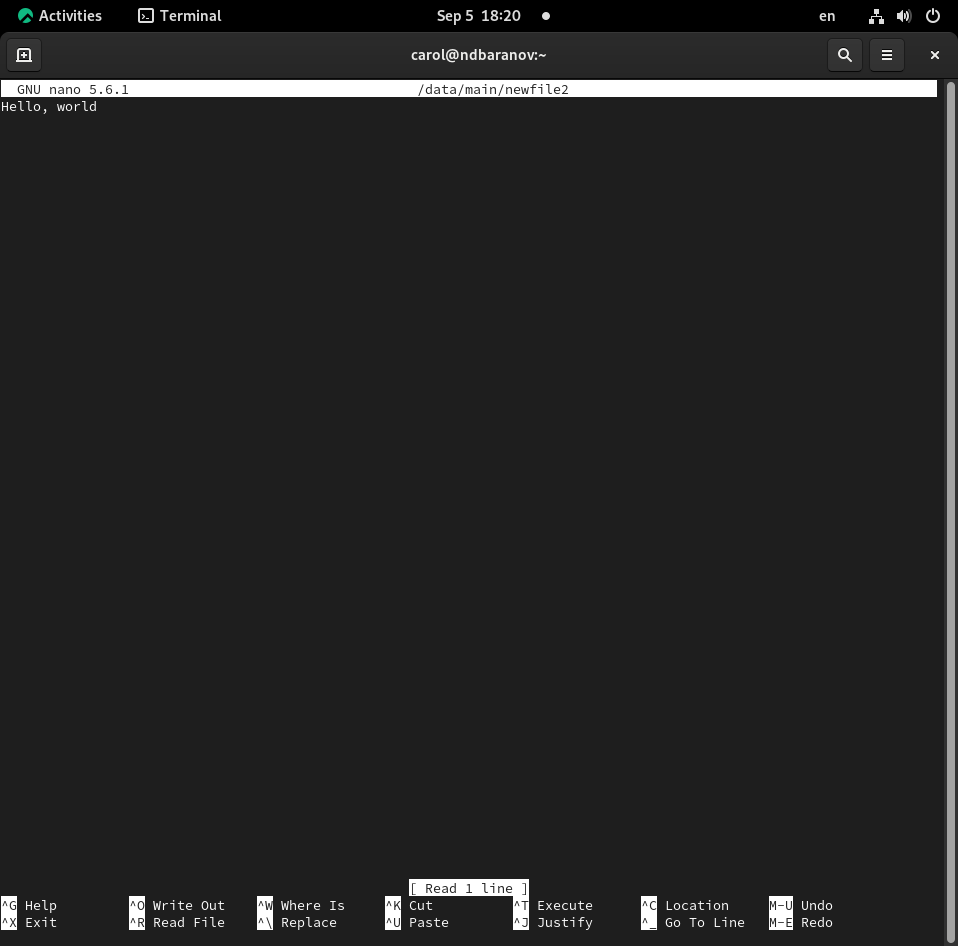 Activities Terminal Sep 5 18:20 en
carol@ndbaranov:~
GNU nano 5.6.1 /data/main/newfile2
Hello, world
[ Read 1 line ]
^G Help ^O Write Out ^W Where Is ^K Cut ^T Execute ^C Location M-U Undo
^X Exit ^R Read File ^\ Replace ^U Paste ^J Justify ^_ Go To Line M-E Redo